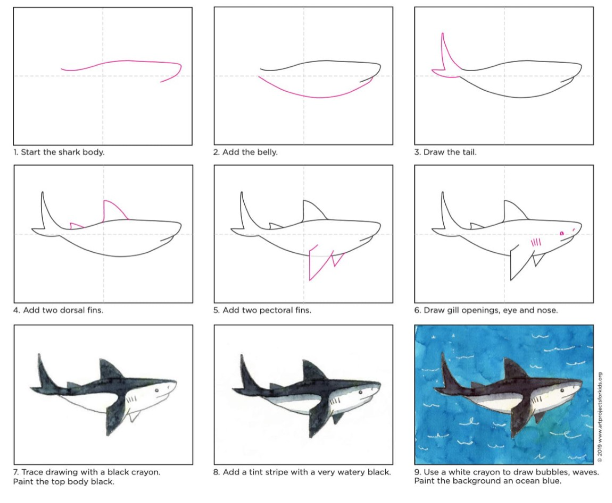 1. Start the shark body.
2. Add the belly.
3. Draw the tail.
4. Add two dorsal fins.
5. Add two pectoral fins.
6. Draw gill openings, eye and nose.
7. Trace drawing with a black crayon.
Paint the top body black.
8. Add a tint stripe with a very watery black.
9. Use a white crayon to draw bubbles, waves.
Paint the background an ocean blue.
© 2019 www.artprojectsforkids.org